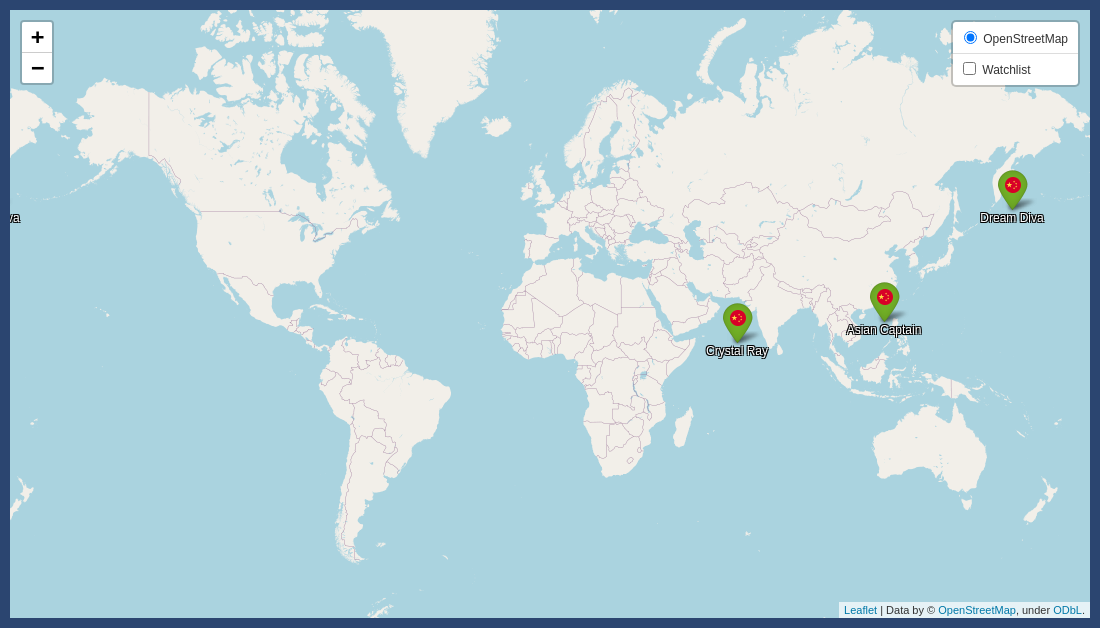 +
−
OpenStreetMap
Watchlist
va
Dream Diva
Asian Captain
Crystal Ray
Leaflet | Data by © OpenStreetMap, under ODbL.